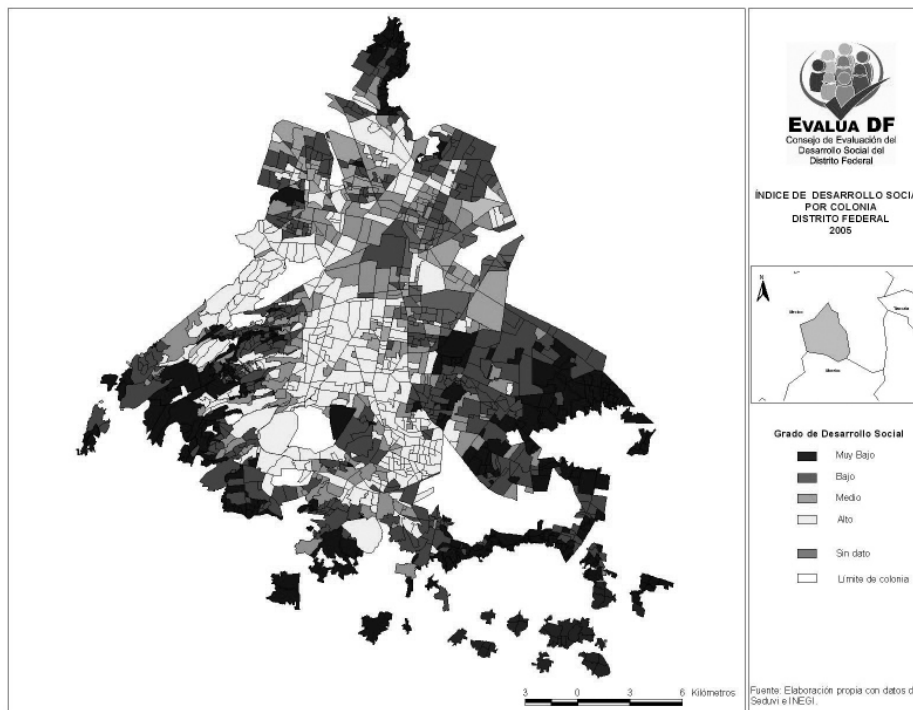 EVALÚA DF
Consejo de Evaluación del
Desarrollo Social del
Distrito Federal
ÍNDICE DE DESARROLLO SOCIA
POR COLONIA
DISTRITO FEDERAL
2005
N
Grado de Desarrollo Social
Muy Bajo
Bajo
Medio
Alto
Sin dato
Límite de colonia
3 0 3 6 Kilómetros
Fuente: Elaboración propia con datos d
Seduvi e INEGI.